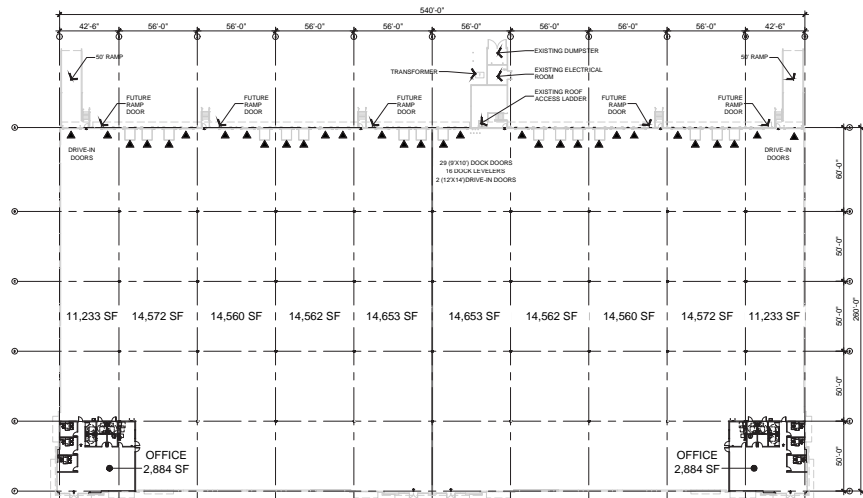 540'-0"
42'-6" 56'-0" 56'-0" 56'-0" 56'-0" 56'-0" 56'-0" 56'-0" 56'-0" 42'-6"
50' RAMP
EXISTING DUMPSTER
50' RAMP
TRANSFORMER
EXISTING ELECTRICAL
ROOM
FUTURE
RAMP
DOOR
FUTURE
RAMP DOOR
FUTURE
RAMP DOOR
EXISTING ROOF
ACCESS LADDER
FUTURE
RAMP
DOOR
FUTURE
RAMP
DOOR
DRIVE-IN
DOORS
29 (9'X10') DOCK DOORS
16 DOCK LEVELERS
2 (12'X14')DRIVE-IN DOORS
DRIVE-IN
DOORS
60'-0"
50'-0"
50'-0"
50'-0"
50'-0"
260'-0"
11,233 SF 14,572 SF 14,560 SF 14,562 SF 14,653 SF 14,653 SF 14,562 SF 14,560 SF 14,572 SF 11,233 SF
OFFICE
2,884 SF
OFFICE
2,884 SF